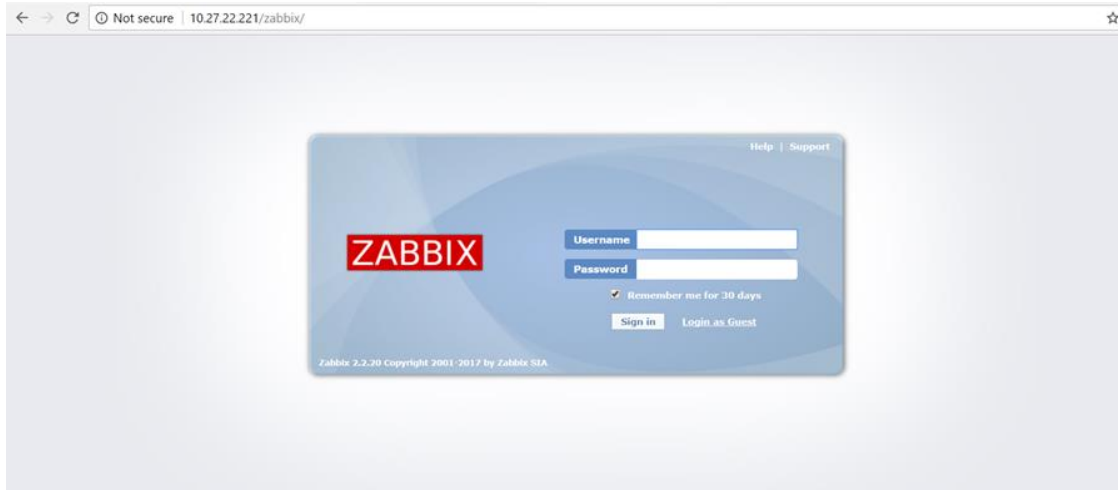 Not secure 10.27.22.221/zabbix/
Help | Support
ZABBIX
Username
Password
Remember me for 30 days
Sign in Login as Guest
Zabbix 2.2.20 Copyright 2001-2017 by Zabbix SIA